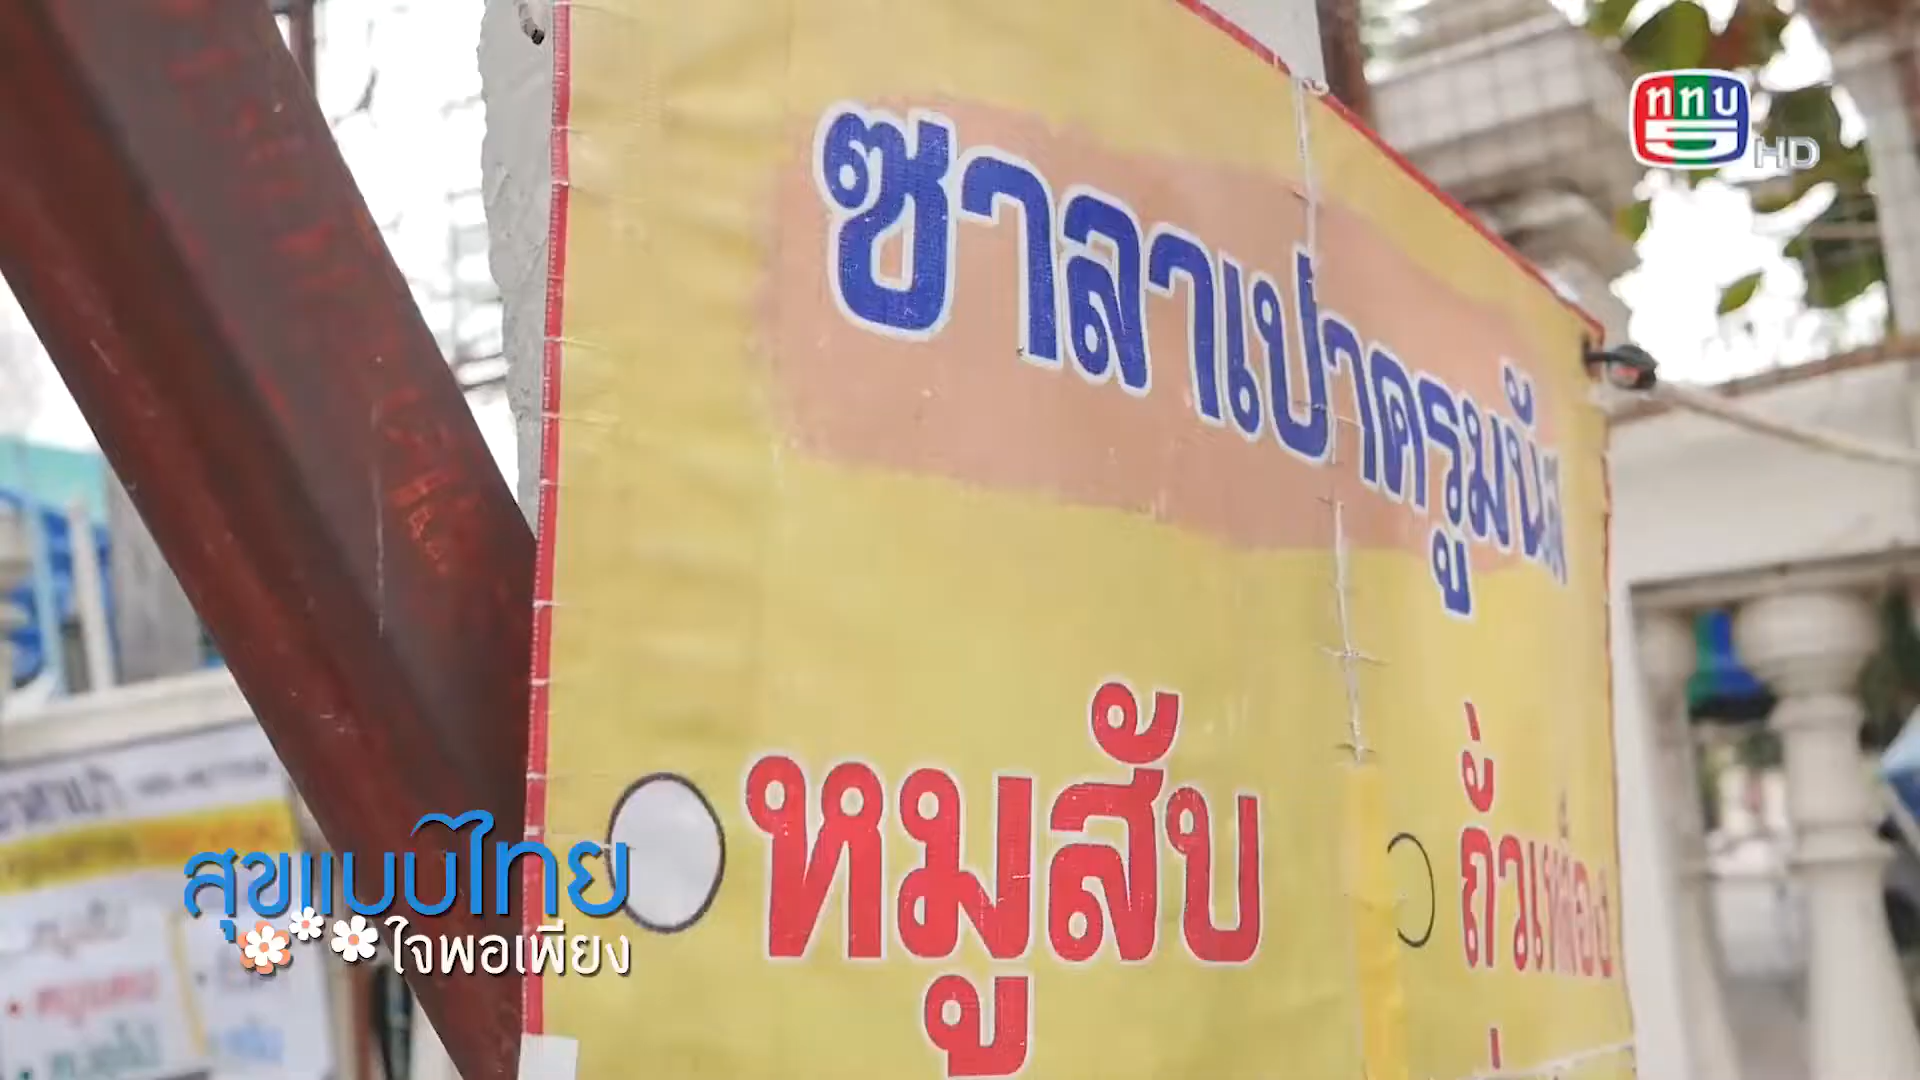 ททบ
5 HD
ซาลาเปาครูมนัส
หมูสับ
ถั่วเหลือง
สุขแบบไทย
ใจพอเพียง